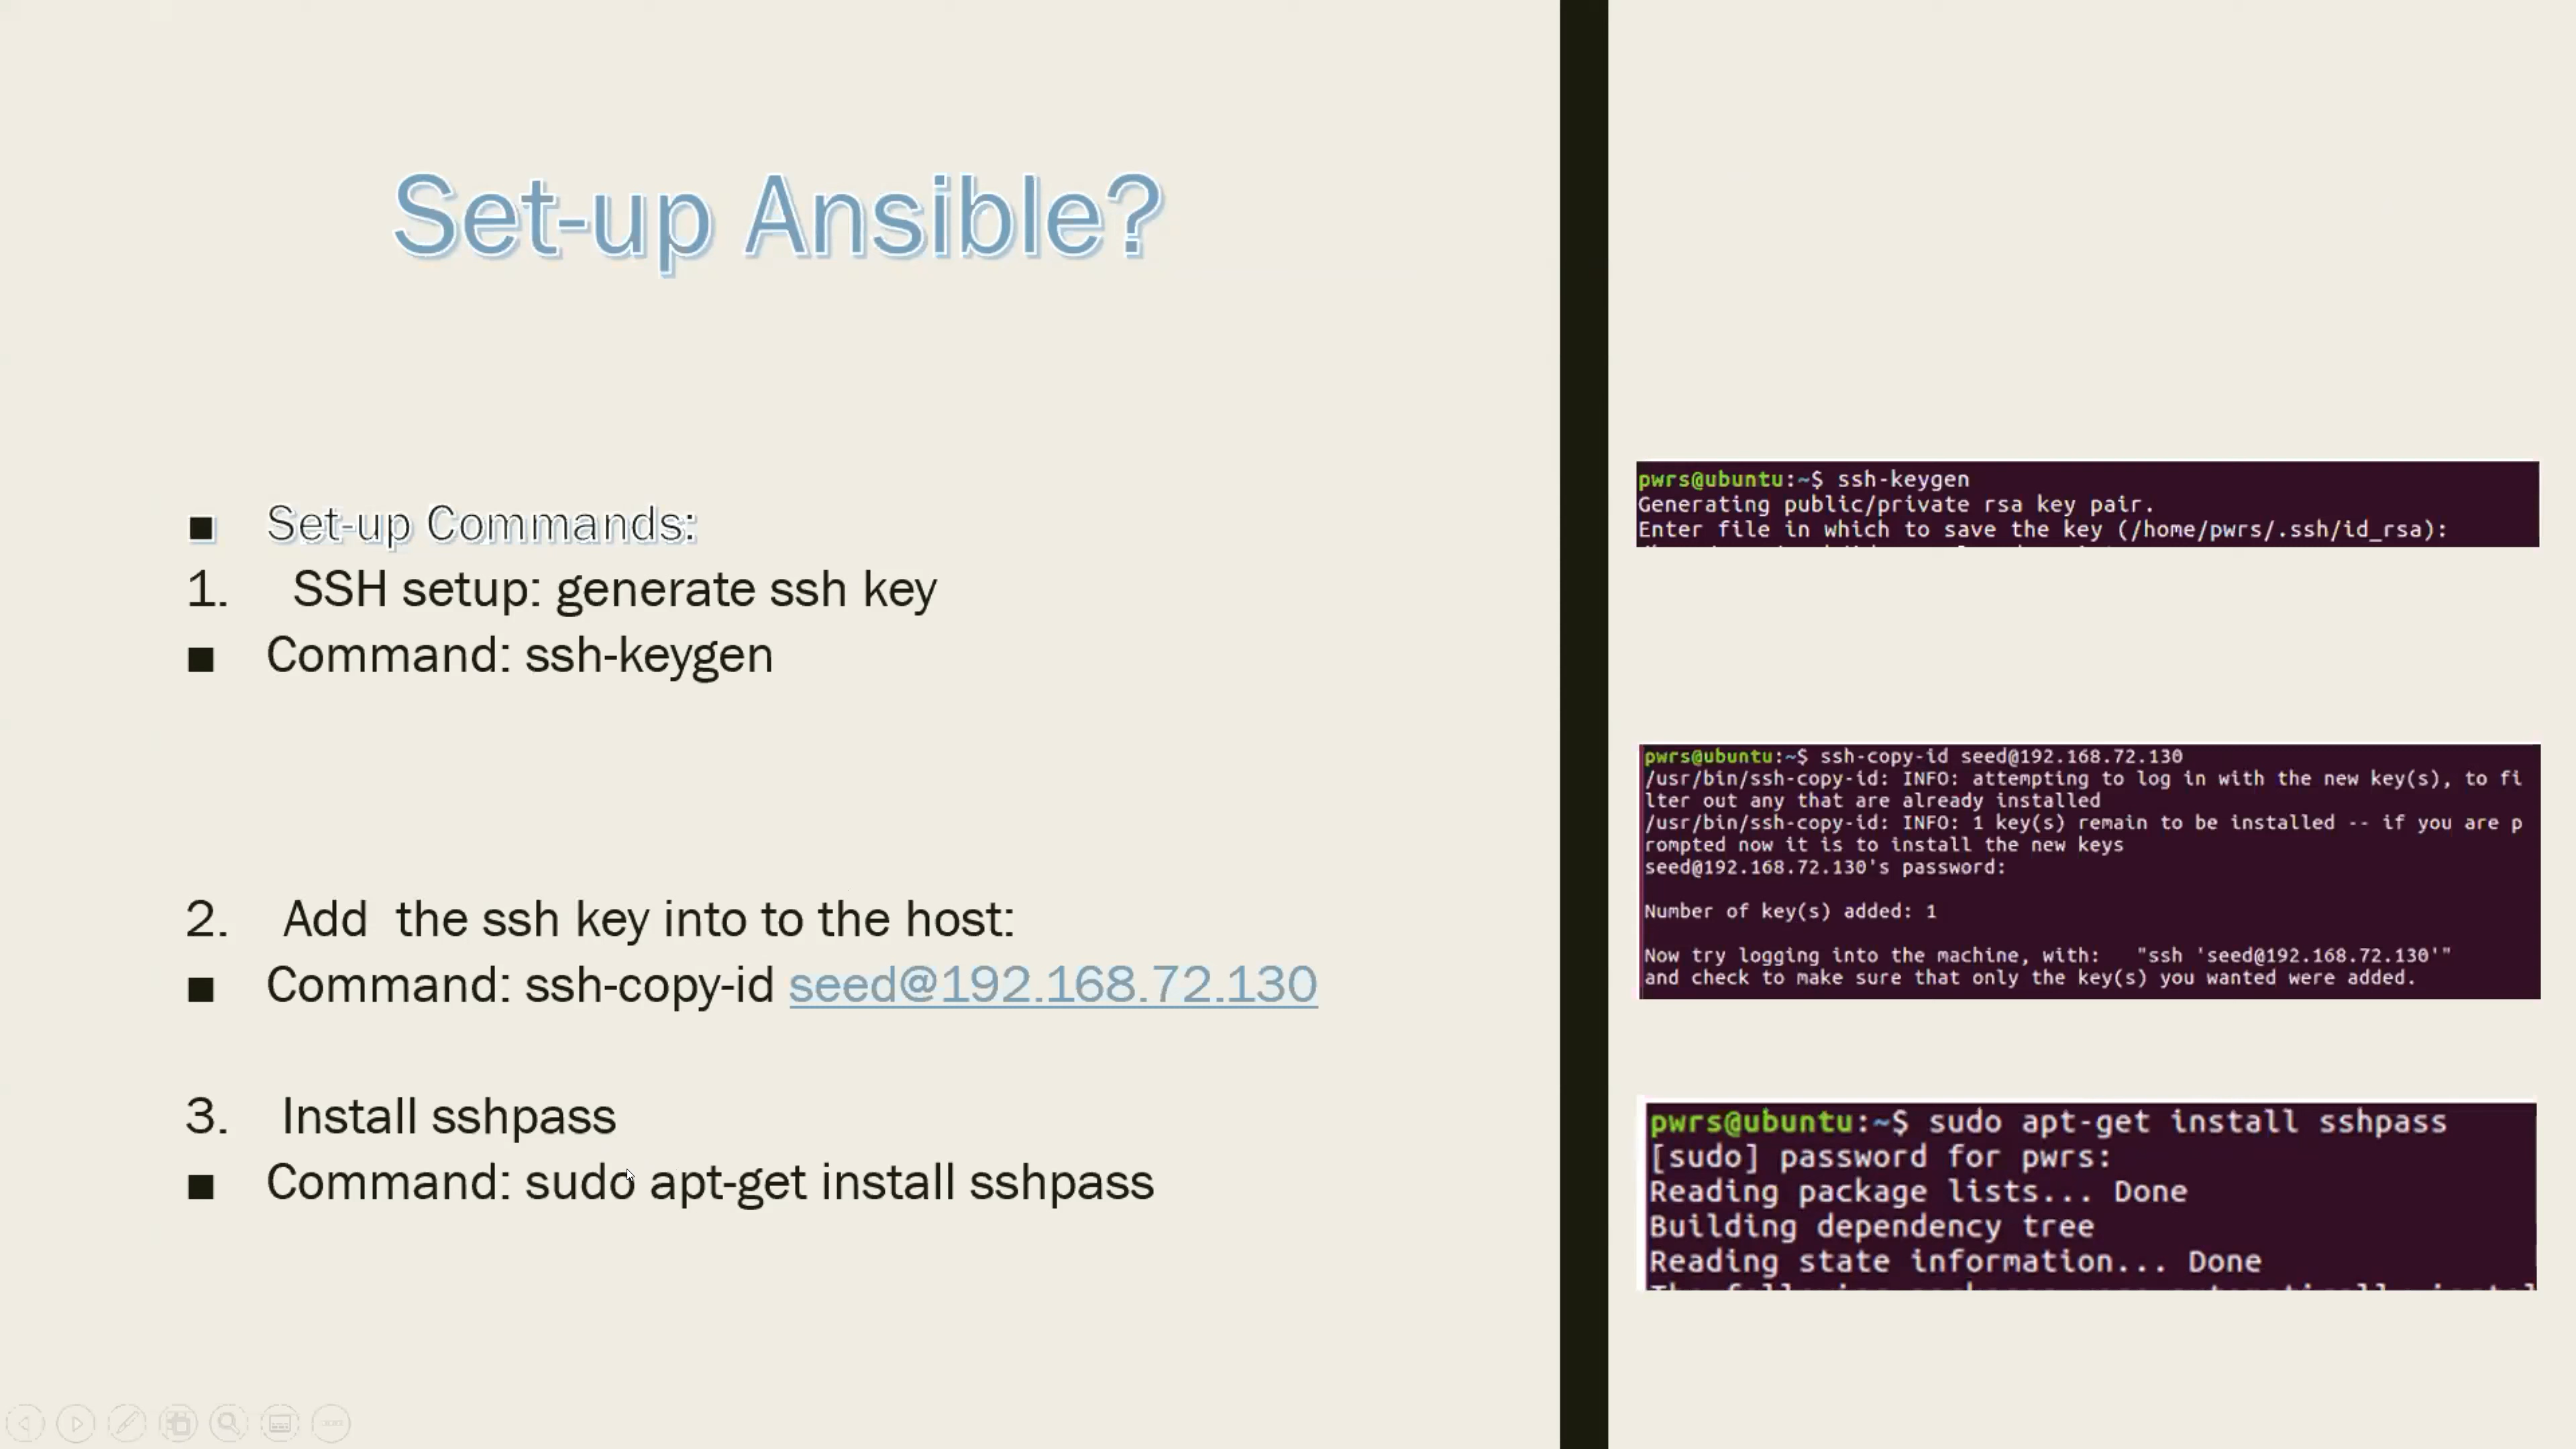 Set-up Ansible?
■ Set-up Commands:
1. SSH setup: generate ssh key
■ Command: ssh-keygen
2. Add  the ssh key into to the host:
■ Command: ssh-copy-id seed@192.168.72.130
3. Install sshpass
■ Command: sudo apt-get install sshpass
pwrs@ubuntu:~$ ssh-keygen
Generating public/private rsa key pair.
Enter file in which to save the key (/home/pwrs/.ssh/id_rsa):
pwrs@ubuntu:~$ ssh-copy-id seed@192.168.72.130
/usr/bin/ssh-copy-id: INFO: attempting to log in with the new key(s), to fi
lter out any that are already installed
/usr/bin/ssh-copy-id: INFO: 1 key(s) remain to be installed -- if you are p
rompted now it is to install the new keys
seed@192.168.72.130's password:
Number of key(s) added: 1
Now try logging into the machine, with:   "ssh 'seed@192.168.72.130'"
and check to make sure that only the key(s) you wanted were added.
pwrs@ubuntu:~$ sudo apt-get install sshpass
[sudo] password for pwrs:
Reading package lists... Done
Building dependency tree
Reading state information... Done